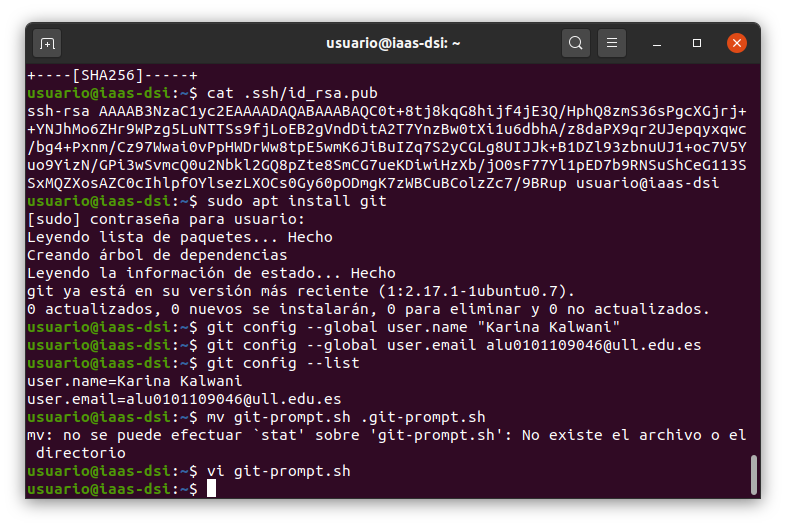 usuario@iaas-dsi: ~
+----[SHA256]-----+
usuario@iaas-dsi:~$ cat .ssh/id_rsa.pub
ssh-rsa AAAAB3NzaC1yc2EAAAADAQABAAABAQC0t+8tj8kqG8hijf4jE3Q/HphQ8zmS36sPgcXGjrj+
+YNJhMo6ZHr9WPzg5LuNTTSs9fjLoEB2gVndDitA2T7YnzBw0tXi1u6dbhA/z8daPX9qr2UJepqyxqwc
/bg4+Pxnm/Cz97Wwai0vPpHWDrWw8tpE5wmK6JiBuIZq7S2yCGLg8UIJJk+B1DZl93zbnuUJ1+oc7V5Y
uo9YizN/GPi3wSvmcQ0u2Nbkl2GQ8pZte8SmCG7ueKDiwiHzXb/jO0sF77Yl1pED7b9RNSuShCeG113S
SxMQZXosAZC0cIhlpfOYlsezLXOCs0Gy60pODmgK7zWBCuBColzZc7/9BRup usuario@iaas-dsi
usuario@iaas-dsi:~$ sudo apt install git
[sudo] contraseña para usuario:
Leyendo lista de paquetes... Hecho
Creando árbol de dependencias
Leyendo la información de estado... Hecho
git ya está en su versión más reciente (1:2.17.1-1ubuntu0.7).
0 actualizados, 0 nuevos se instalarán, 0 para eliminar y 0 no actualizados.
usuario@iaas-dsi:~$ git config --global user.name "Karina Kalwani"
usuario@iaas-dsi:~$ git config --global user.email alu0101109046@ull.edu.es
usuario@iaas-dsi:~$ git config --list
user.name=Karina Kalwani
user.email=alu0101109046@ull.edu.es
usuario@iaas-dsi:~$ mv git-prompt.sh .git-prompt.sh
mv: no se puede efectuar `stat' sobre 'git-prompt.sh': No existe el archivo o el
directorio
usuario@iaas-dsi:~$ vi git-prompt.sh
usuario@iaas-dsi:~$